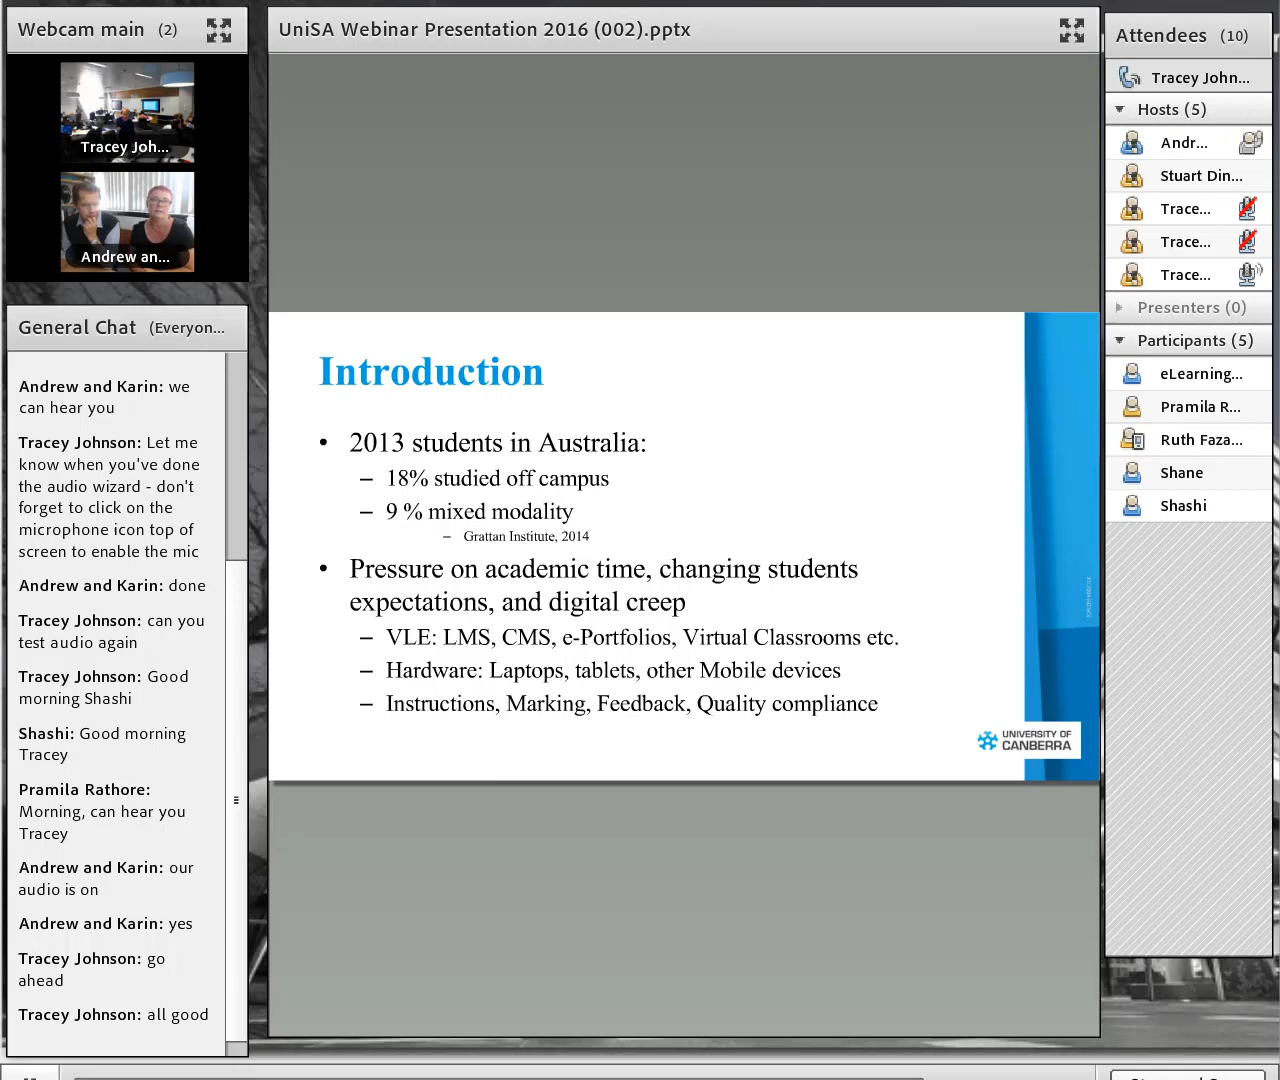 Webcam main (2)
Tracey Joh...
Andrew an...
General Chat (Everyon...
Andrew and Karin: we
can hear you
Tracey Johnson: Let me
know when you've done
the audio wizard - don't
forget to click on the
microphone icon top of
screen to enable the mic
Andrew and Karin: done
Tracey Johnson: can you
test audio again
Tracey Johnson: Good
morning Shashi
Shashi: Good morning
Tracey
Pramila Rathore:
Morning, can hear you
Tracey
Andrew and Karin: our
audio is on
Andrew and Karin: yes
Tracey Johnson: go
ahead
Tracey Johnson: all good
UniSA Webinar Presentation 2016 (002).pptx
Introduction
• 2013 students in Australia:
– 18% studied off campus
– 9 % mixed modality
– Grattan Institute, 2014
• Pressure on academic time, changing students
expectations, and digital creep
– VLE: LMS, CMS, e-Portfolios, Virtual Classrooms etc.
– Hardware: Laptops, tablets, other Mobile devices
– Instructions, Marking, Feedback, Quality compliance
UNIVERSITY OF
CANBERRA
Attendees (10)
Tracey John...
Hosts (5)
Andr...
Stuart Din...
Trace...
Trace...
Trace...
Presenters (0)
Participants (5)
eLearning...
Pramila R...
Ruth Faza...
Shane
Shashi